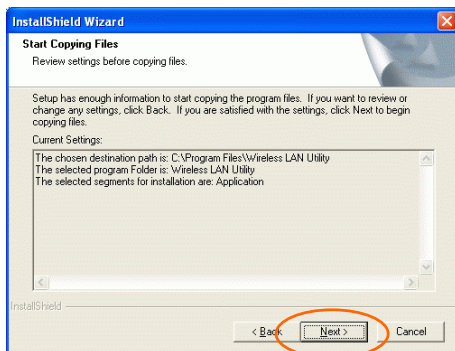 InstallShield Wizard
Start Copying Files
Review settings before copying files.
Setup has enough information to start copying the program files. If you want to review or
change any settings, click Back. If you are satisfied with the settings, click Next to begin
copying files.
Current Settings:
The chosen destination path is: C:\Program Files\Wireless LAN Utility
The selected program Folder is: Wireless LAN Utility
The selected segments for installation are: Application
InstallShield
< Back Next > Cancel